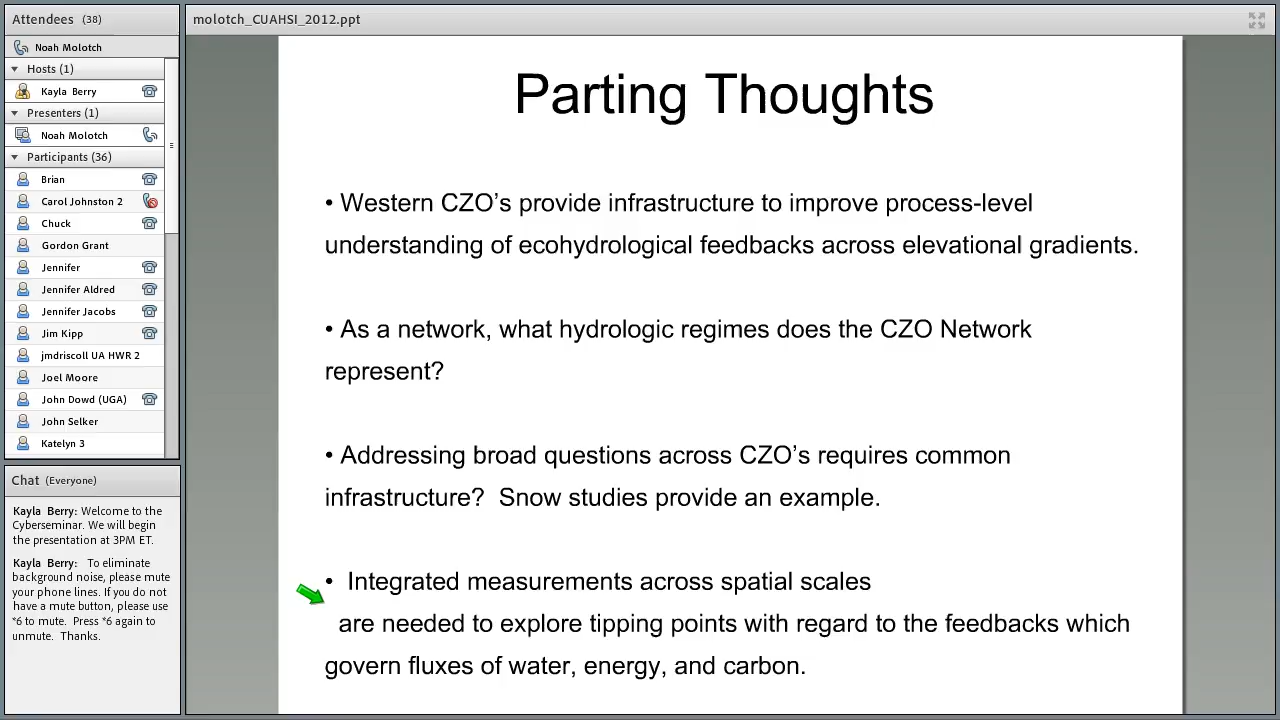 Attendees (38)
Noah Molotch
Hosts (1)
Kayla Berry
Presenters (1)
Noah Molotch
Participants (36)
Brian
Carol Johnston 2
Chuck
Gordon Grant
Jennifer
Jennifer Aldred
Jennifer Jacobs
Jim Kipp
jmdriscoll UA HWR 2
Joel Moore
John Dowd (UGA)
John Selker
Katelyn 3
Chat (Everyone)
Kayla Berry: Welcome to the
Cyberseminar. We will begin
the presentation at 3PM ET.
Kayla Berry: To eliminate
background noise, please mute
your phone lines. If you do not
have a mute button, please use
*6 to mute. Press *6 again to
unmute. Thanks.
molotch_CUAHSI_2012.ppt
Parting Thoughts
• Western CZO’s provide infrastructure to improve process-level
understanding of ecohydrological feedbacks across elevational gradients.
• As a network, what hydrologic regimes does the CZO Network
represent?
• Addressing broad questions across CZO’s requires common
infrastructure? Snow studies provide an example.
• Integrated measurements across spatial scales
are needed to explore tipping points with regard to the feedbacks which
govern fluxes of water, energy, and carbon.